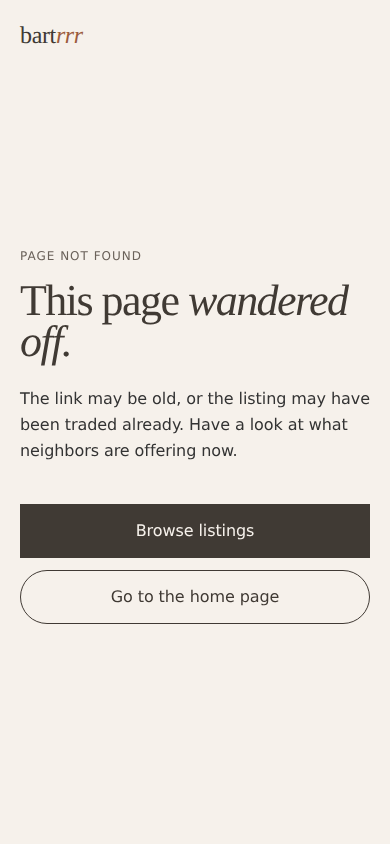 bartrrr
PAGE NOT FOUND
This page wandered
off.
The link may be old, or the listing may have
been traded already. Have a look at what
neighbors are offering now.
Browse listings
Go to the home page